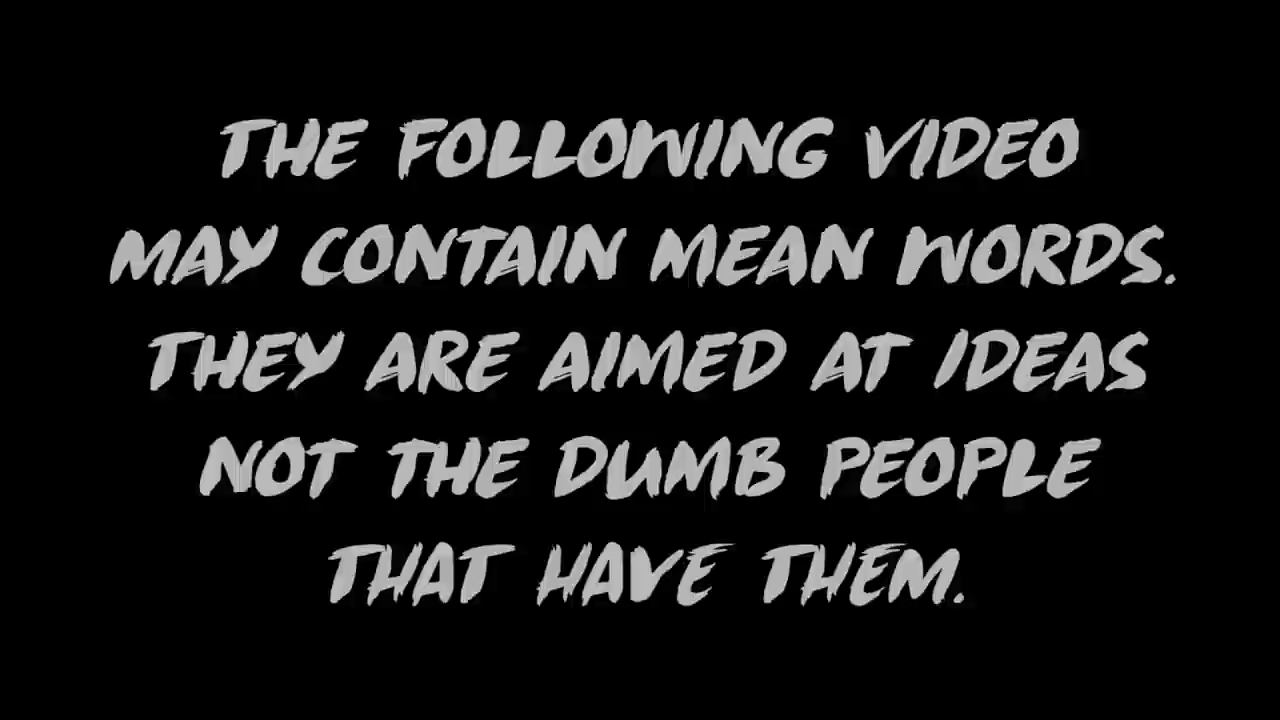 THE FOLLOWING VIDEO
MAY CONTAIN MEAN WORDS.
THEY ARE AIMED AT IDEAS
NOT THE DUMB PEOPLE
THAT HAVE THEM.